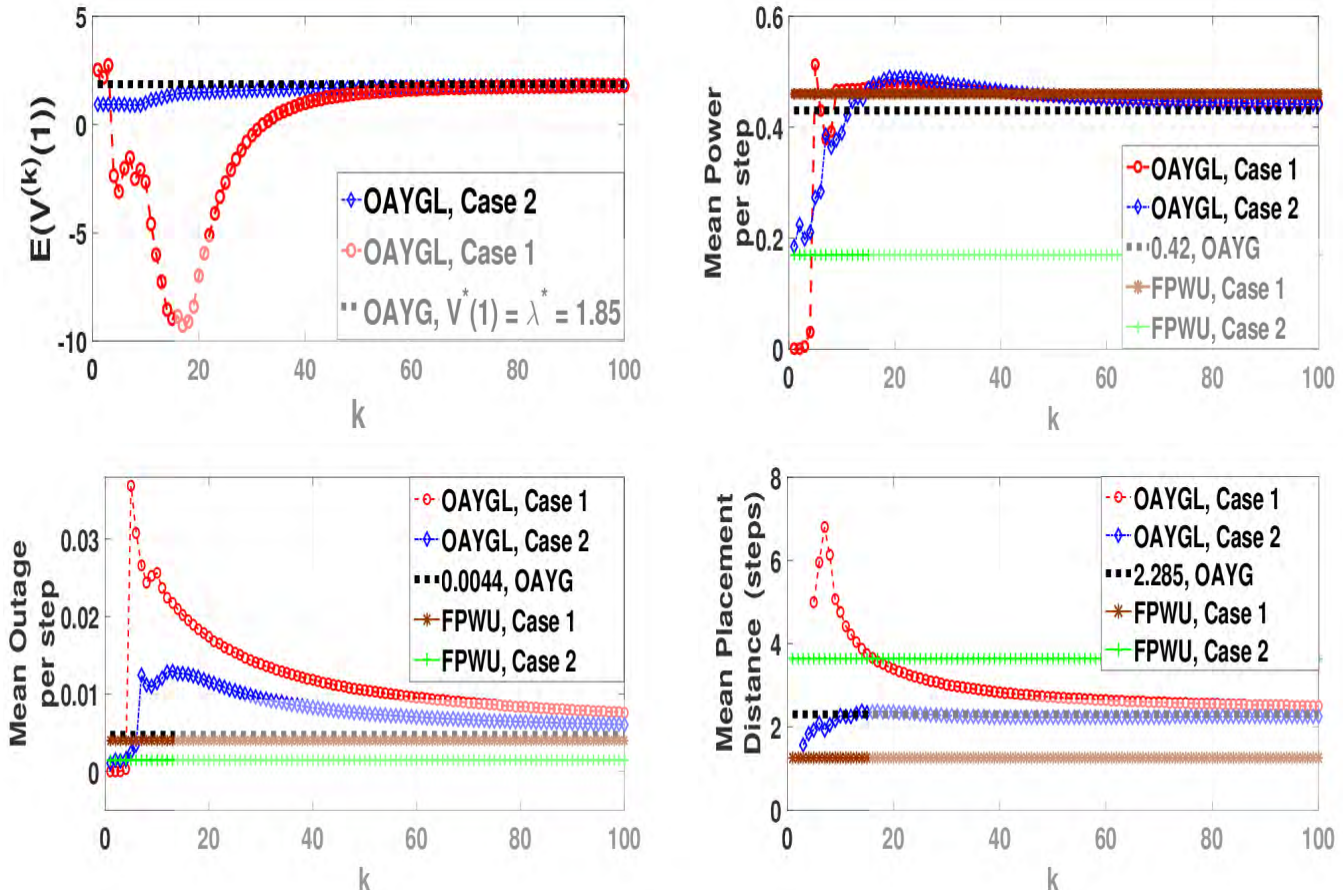 E(V^(k)(1))
5
0
-5
-10
0
20
40
60
80
100
k
OAYGL, Case 2
OAYGL, Case 1
OAYG, V*(1) = λ* = 1.85
Mean Power
per step
0.6
0.4
0.2
0
0
20
40
60
80
100
k
OAYGL, Case 1
OAYGL, Case 2
0.42, OAYG
FPWU, Case 1
FPWU, Case 2
Mean Outage
per step
0.03
0.02
0.01
0
0
20
40
60
80
100
k
OAYGL, Case 1
OAYGL, Case 2
0.0044, OAYG
FPWU, Case 1
FPWU, Case 2
Mean Placement
Distance (steps)
8
6
4
2
0
0
20
40
60
80
100
k
OAYGL, Case 1
OAYGL, Case 2
2.285, OAYG
FPWU, Case 1
FPWU, Case 2